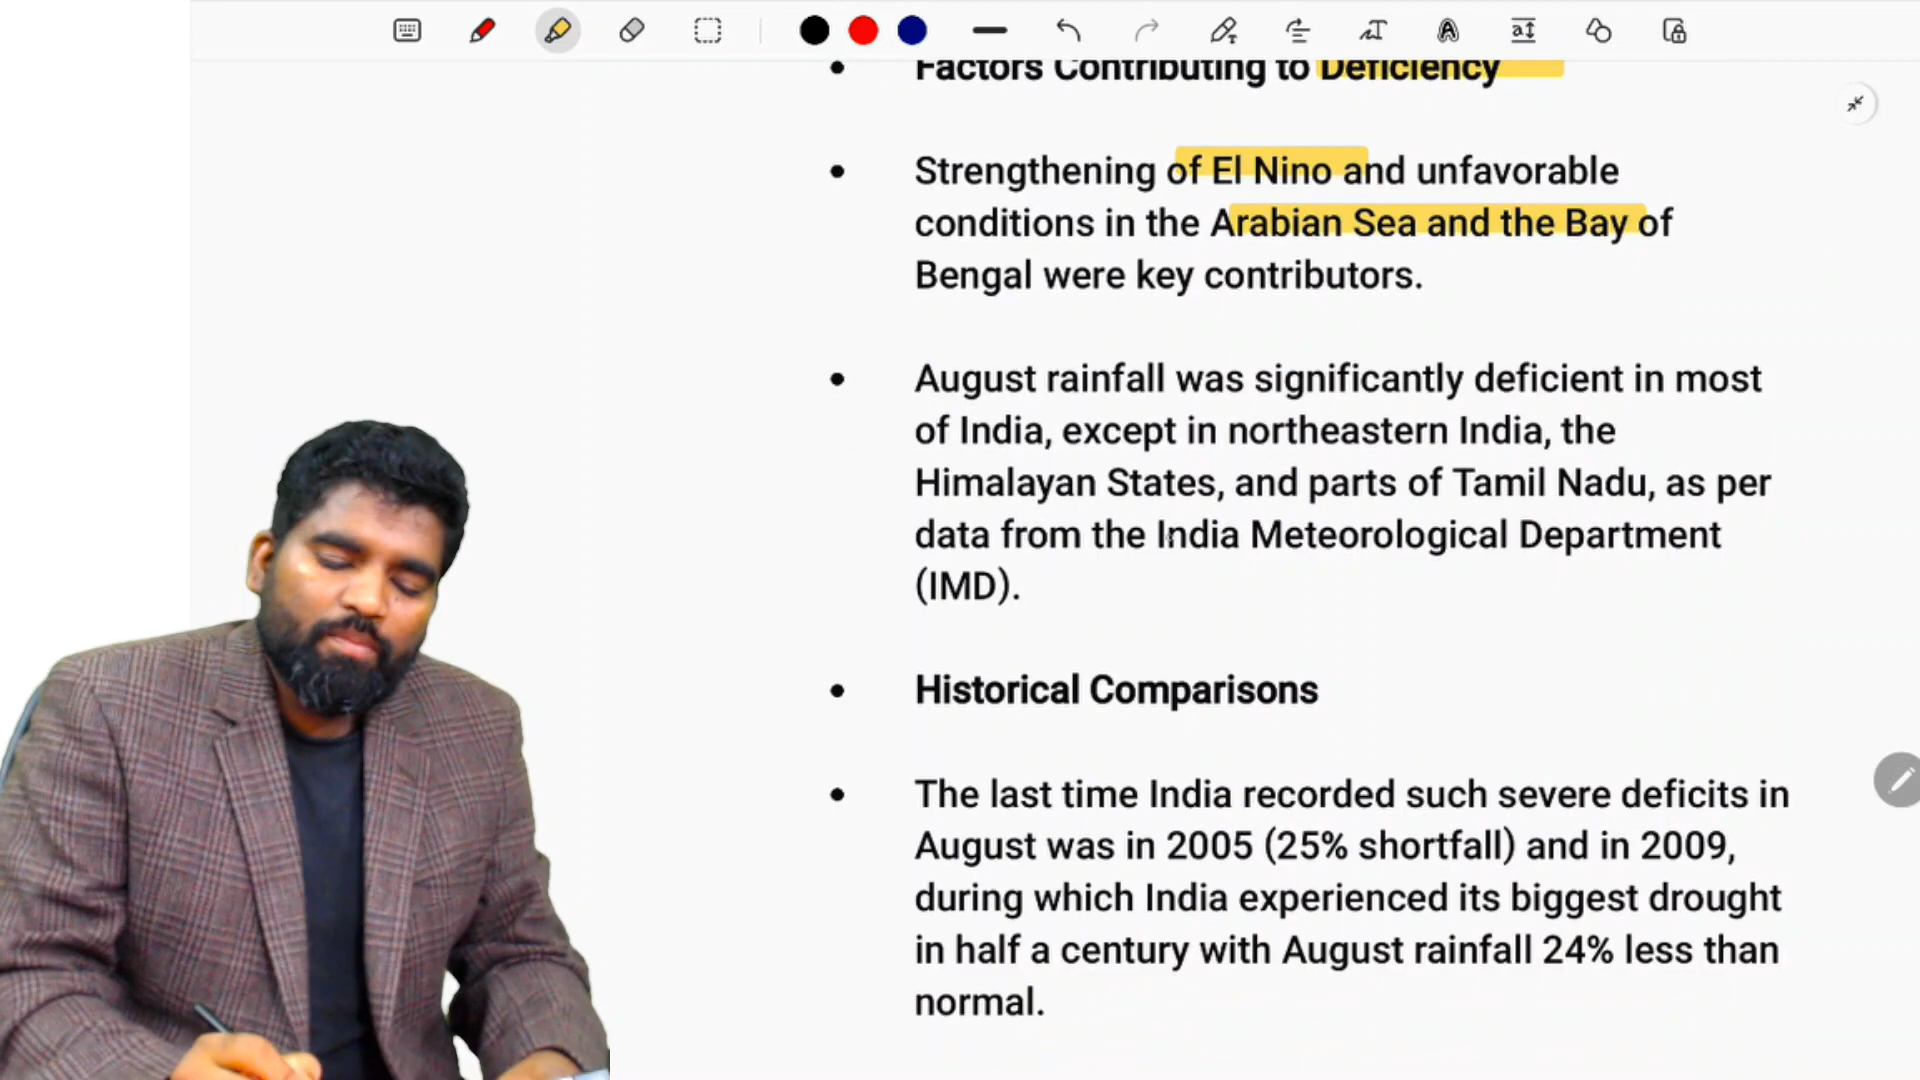 Factors Contributing to Deficiency
Strengthening of El Nino and unfavorable
conditions in the Arabian Sea and the Bay of
Bengal were key contributors.
August rainfall was significantly deficient in most
of India, except in northeastern India, the
Himalayan States, and parts of Tamil Nadu, as per
data from the India Meteorological Department
(IMD).
Historical Comparisons
The last time India recorded such severe deficits in
August was in 2005 (25% shortfall) and in 2009,
during which India experienced its biggest drought
in half a century with August rainfall 24% less than
normal.